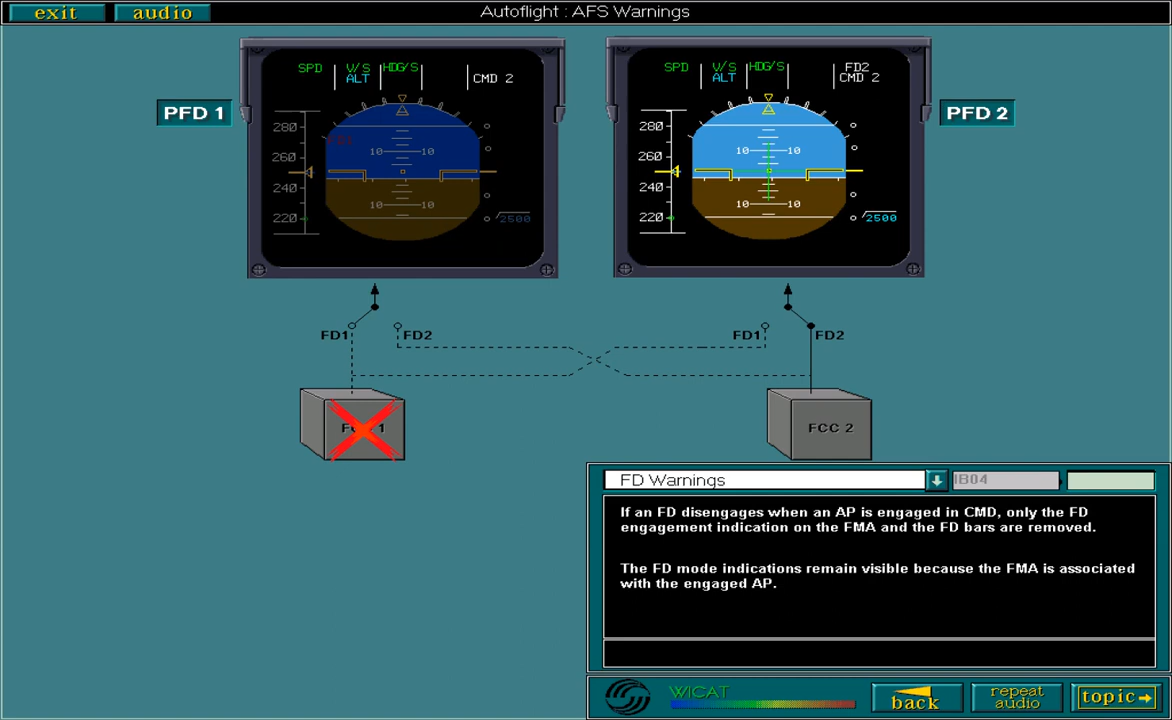 exit
audio
Autoflight : AFS Warnings
PFD 1
SPD
V/S
ALT
HDG/S
CMD 2
280
260
240
220
10 10
10 10
2500
SPD
V/S
ALT
HDG/S
FD2
CMD 2
280
260
240
220
10 10
10 10
2500
PFD 2
FD1
FD2
FD1
FD2
FCC 2
FD Warnings
IB04
If an FD disengages when an AP is engaged in CMD, only the FD
engagement indication on the FMA and the FD bars are removed.
The FD mode indications remain visible because the FMA is associated
with the engaged AP.
WICAT
back
repeat
audio
topic